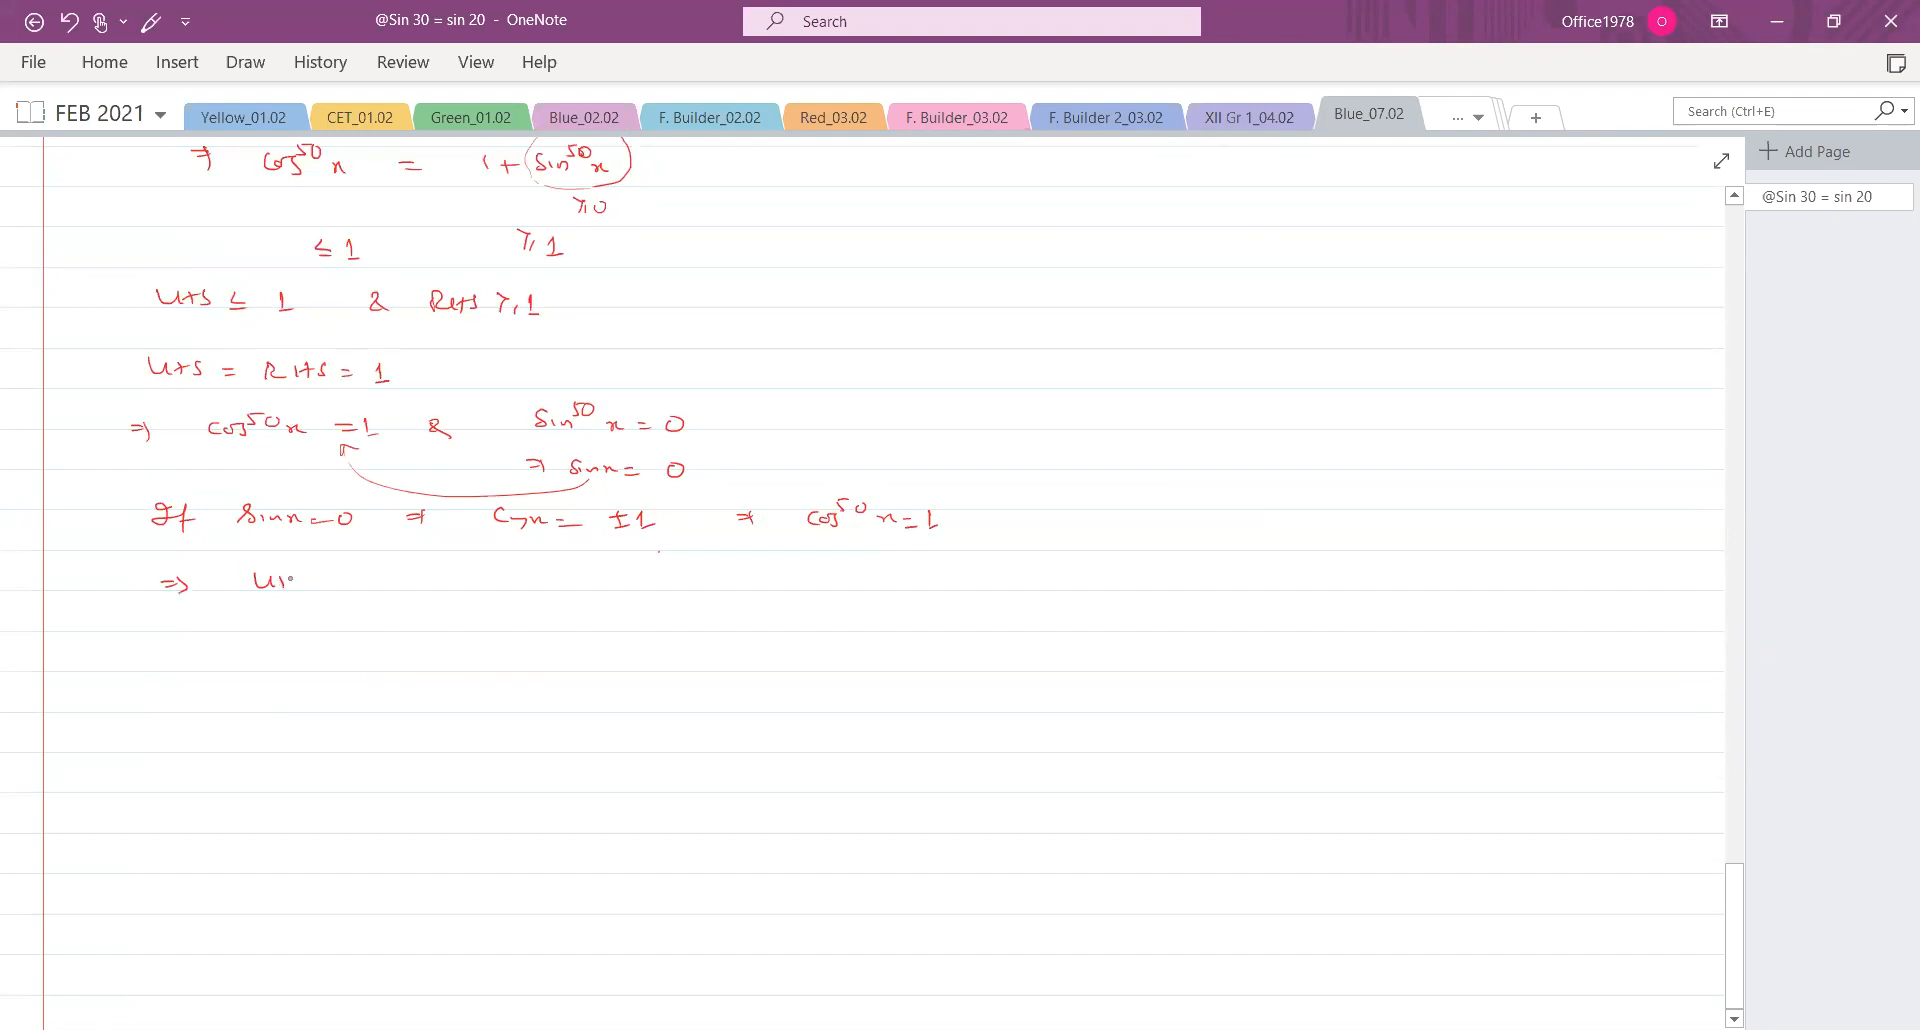 @Sin 30 = sin 20 - OneNote
Search
Office1978
O
File Home Insert Draw History Review View Help
FEB 2021
Yellow_01.02
CET_01.02
Green_01.02
Blue_02.02
F. Builder_02.02
Red_03.02
F. Builder_03.02
F. Builder 2_03.02
XII Gr 1_04.02
Blue_07.02
...
Search (Ctrl+E)
Add Page
@Sin 30 = sin 20
⇒ cos⁵⁰x = 1 + sin⁵⁰x
≥ 0
≤ 1 ≥ 1
LHS ≤ 1 & RHS ≥ 1
LHS = RHS = 1
⇒ cos⁵⁰x = 1 & sin⁵⁰x = 0
⇒ sinx = 0
If sinx = 0 ⇒ cosx = ±1 ⇒ cos⁵⁰x = 1
⇒